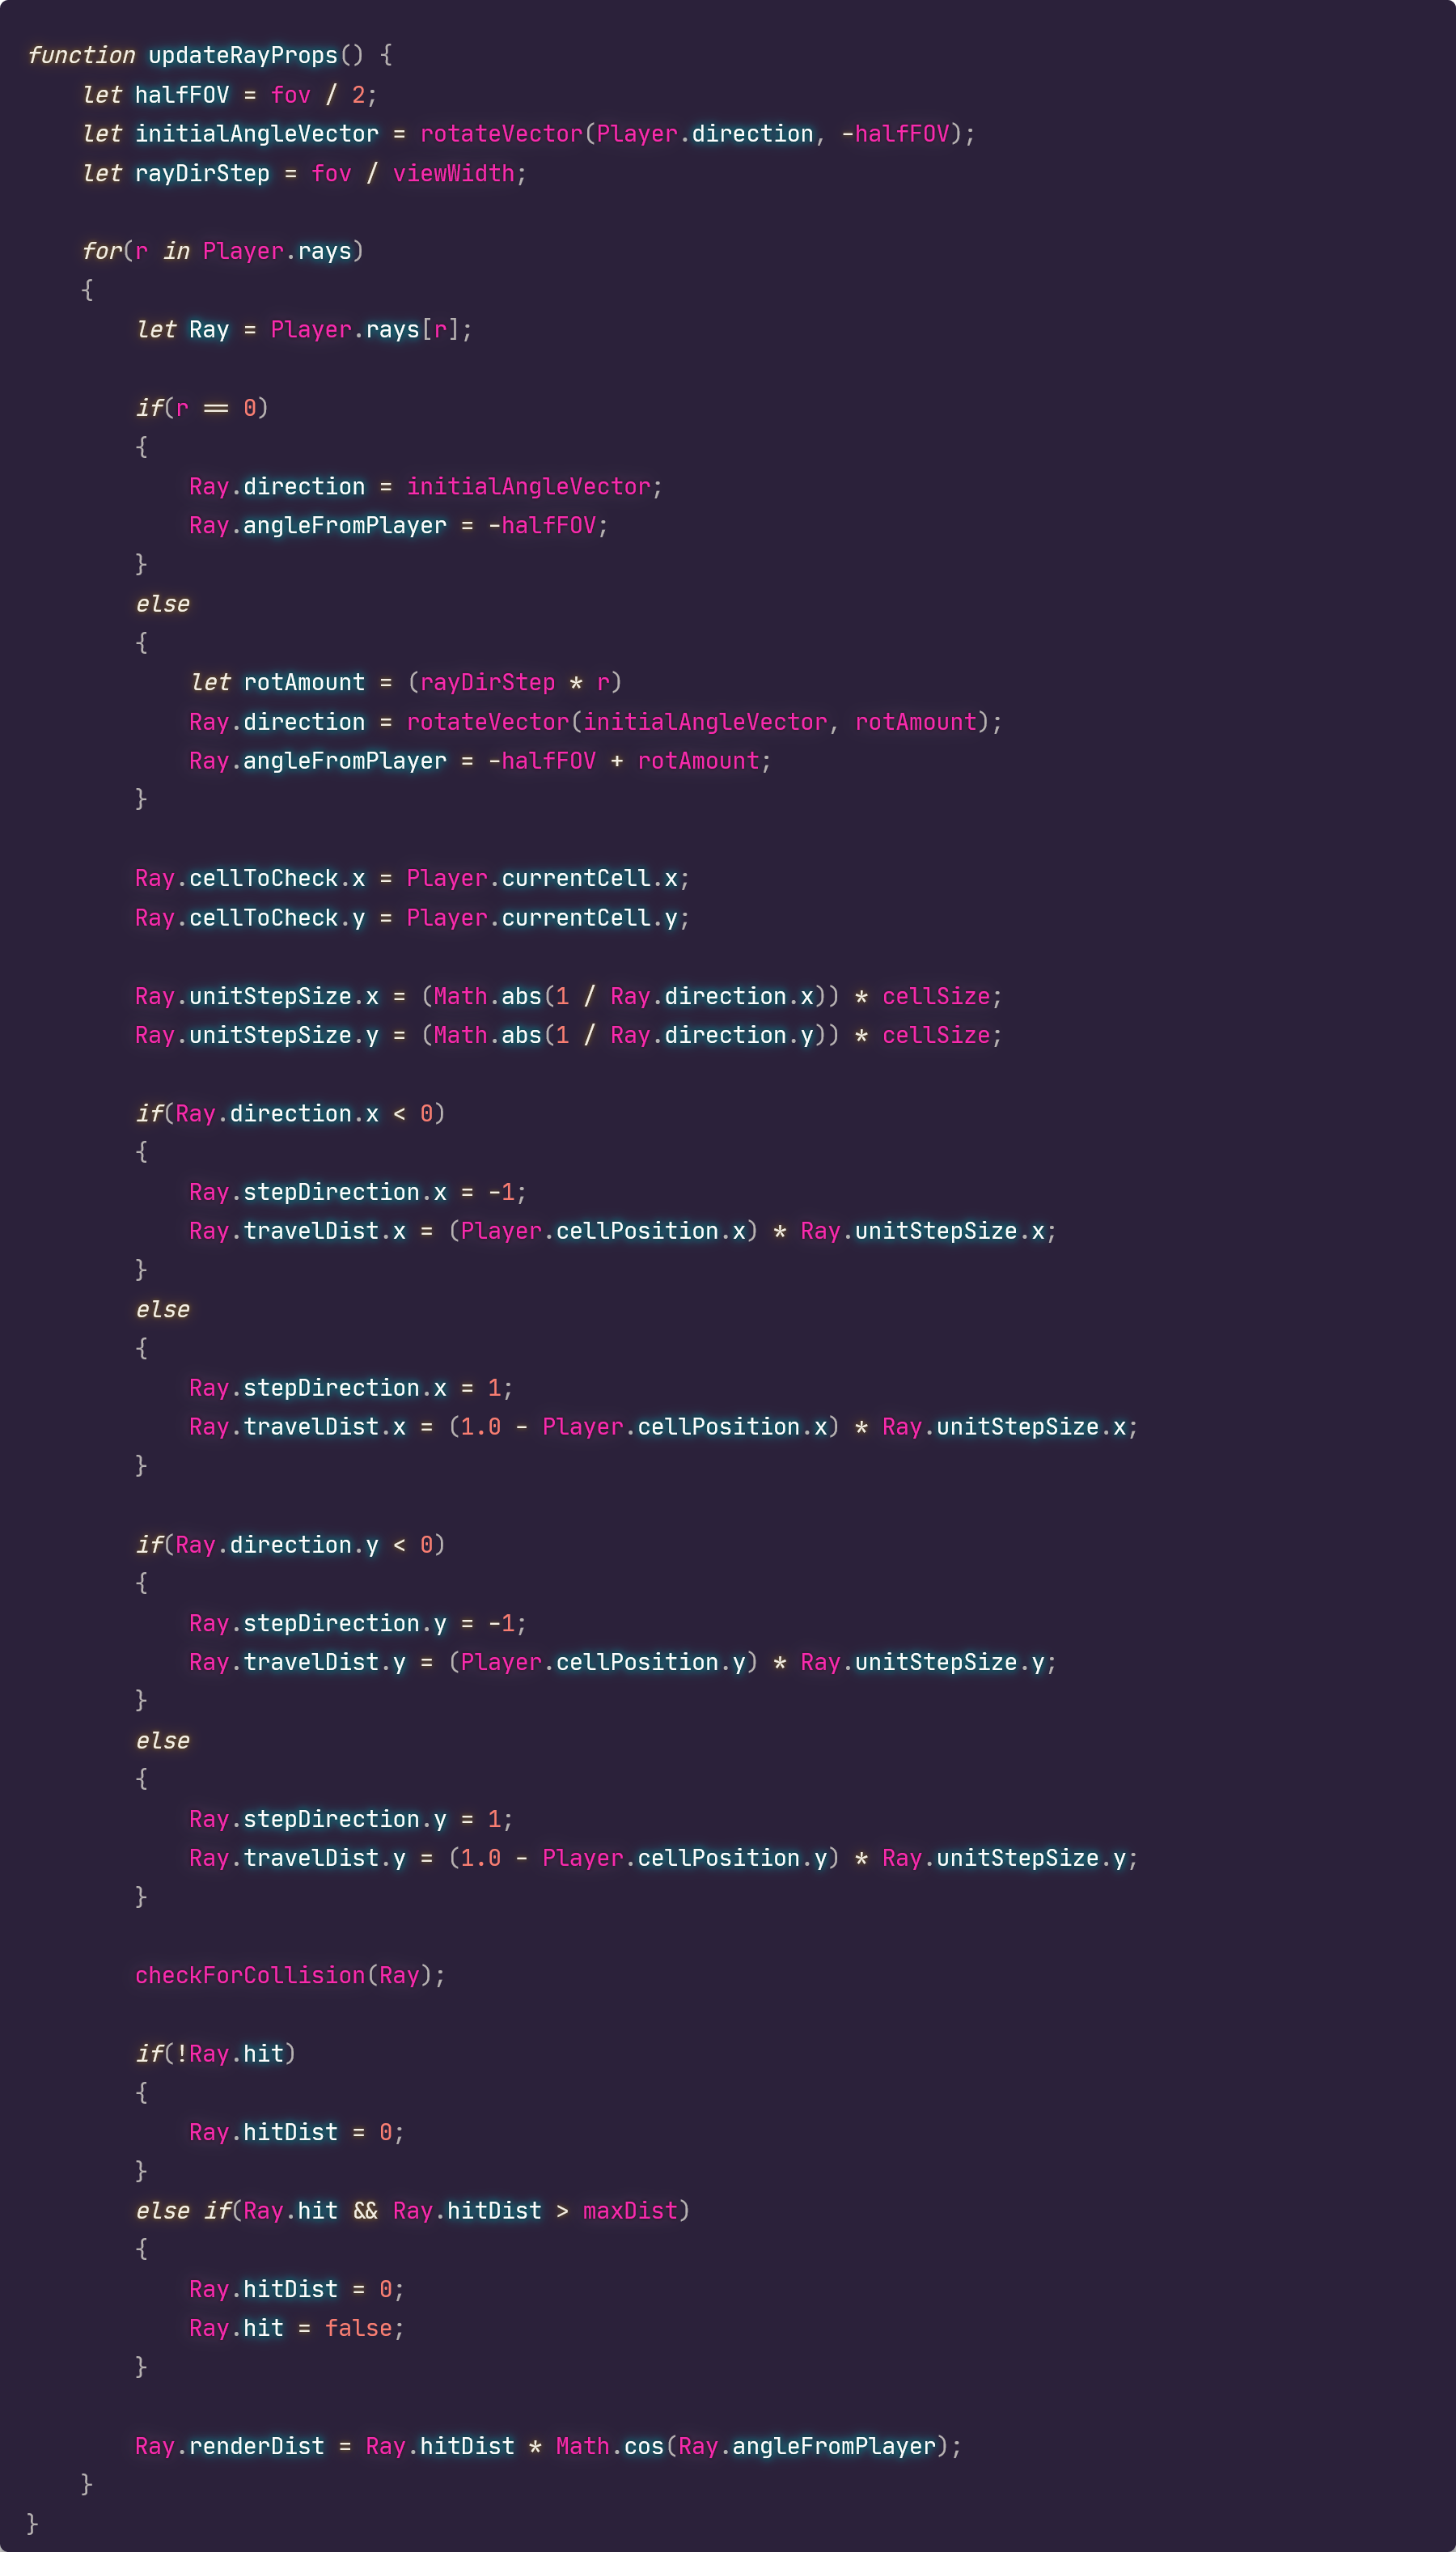 function updateRayProps() {
    let halfFOV = fov / 2;
    let initialAngleVector = rotateVector(Player.direction, -halfFOV);
    let rayDirStep = fov / viewWidth;

    for(r in Player.rays)
    {
        let Ray = Player.rays[r];

        if(r == 0)
        {
            Ray.direction = initialAngleVector;
            Ray.angleFromPlayer = -halfFOV;
        }
        else
        {
            let rotAmount = (rayDirStep * r)
            Ray.direction = rotateVector(initialAngleVector, rotAmount);
            Ray.angleFromPlayer = -halfFOV + rotAmount;
        }

        Ray.cellToCheck.x = Player.currentCell.x;
        Ray.cellToCheck.y = Player.currentCell.y;

        Ray.unitStepSize.x = (Math.abs(1 / Ray.direction.x)) * cellSize;
        Ray.unitStepSize.y = (Math.abs(1 / Ray.direction.y)) * cellSize;

        if(Ray.direction.x < 0)
        {
            Ray.stepDirection.x = -1;
            Ray.travelDist.x = (Player.cellPosition.x) * Ray.unitStepSize.x;
        }
        else
        {
            Ray.stepDirection.x = 1;
            Ray.travelDist.x = (1.0 - Player.cellPosition.x) * Ray.unitStepSize.x;
        }

        if(Ray.direction.y < 0)
        {
            Ray.stepDirection.y = -1;
            Ray.travelDist.y = (Player.cellPosition.y) * Ray.unitStepSize.y;
        }
        else
        {
            Ray.stepDirection.y = 1;
            Ray.travelDist.y = (1.0 - Player.cellPosition.y) * Ray.unitStepSize.y;
        }

        checkForCollision(Ray);

        if(!Ray.hit)
        {
            Ray.hitDist = 0;
        }
        else if(Ray.hit && Ray.hitDist > maxDist)
        {
            Ray.hitDist = 0;
            Ray.hit = false;
        }

        Ray.renderDist = Ray.hitDist * Math.cos(Ray.angleFromPlayer);
    }
}